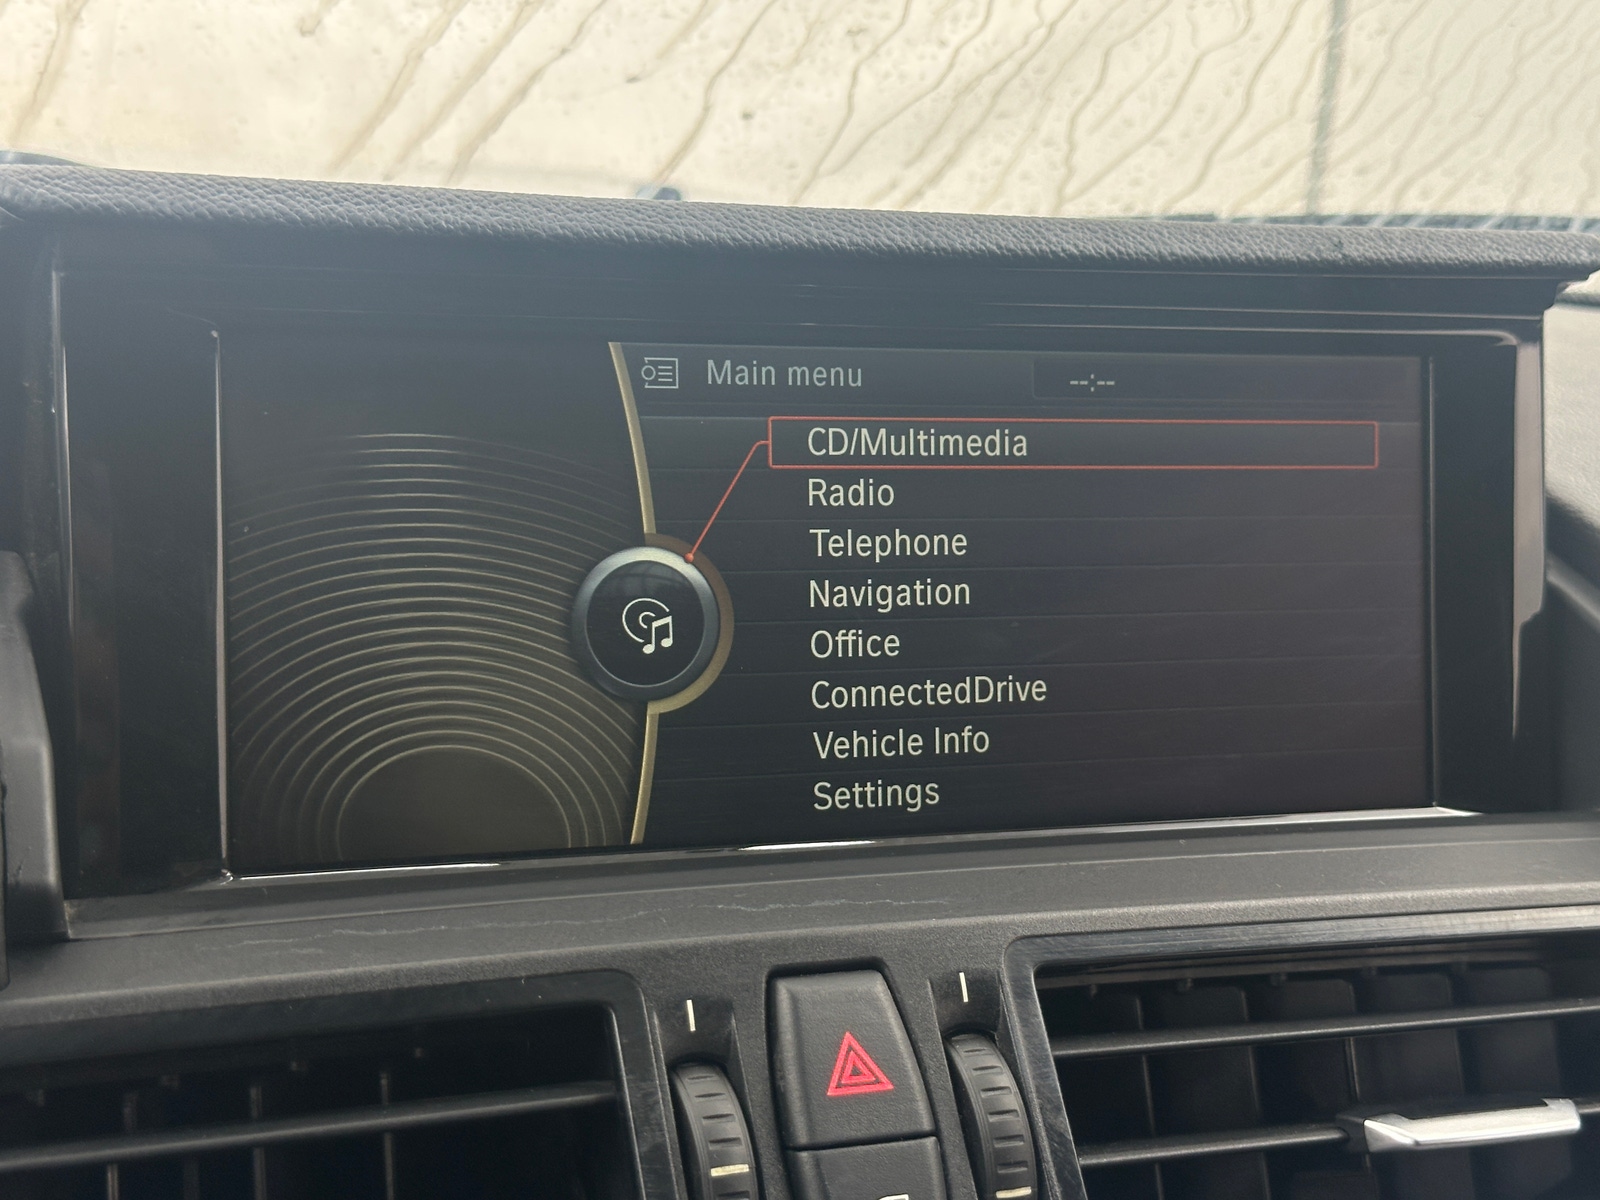 Main menu
--:--
CD/Multimedia
Radio
Telephone
Navigation
Office
ConnectedDrive
Vehicle Info
Settings